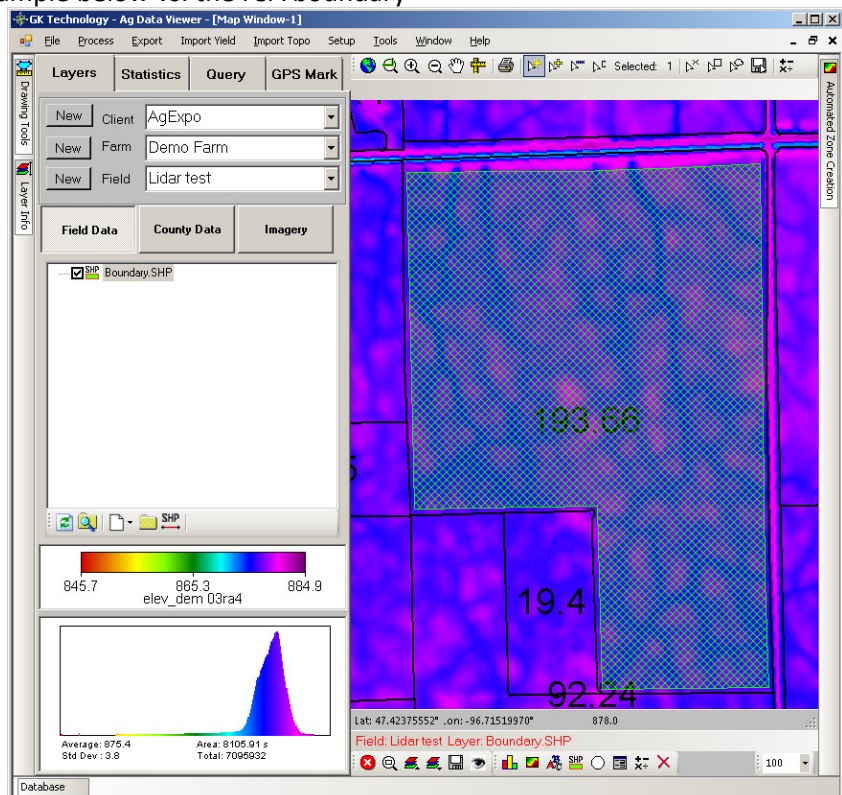 GK Technology - Ag Data Viewer - [Map Window-1]
File Process Export Import Yield Import Topo Setup Tools Window Help
Layers Statistics Query GPS Mark
Selected: 1
Drawing Tools
Layer Info
Automated Zone Creation
New Client AgExpo
New Farm Demo Farm
New Field Lidar test
Field Data County Data Imagery
SHP Boundary.SHP
SHP
845.7 865.3 884.9
elev_dem 03ra4
Average: 875.4 Area: 8105.91 s
Std Dev : 3.8 Total: 7095932
193.66
19.4
92.24
Lat: 47.42375552° .on: -96.71519970° 878.0
Field: Lidar test Layer: Boundary.SHP
SHP
100
Database